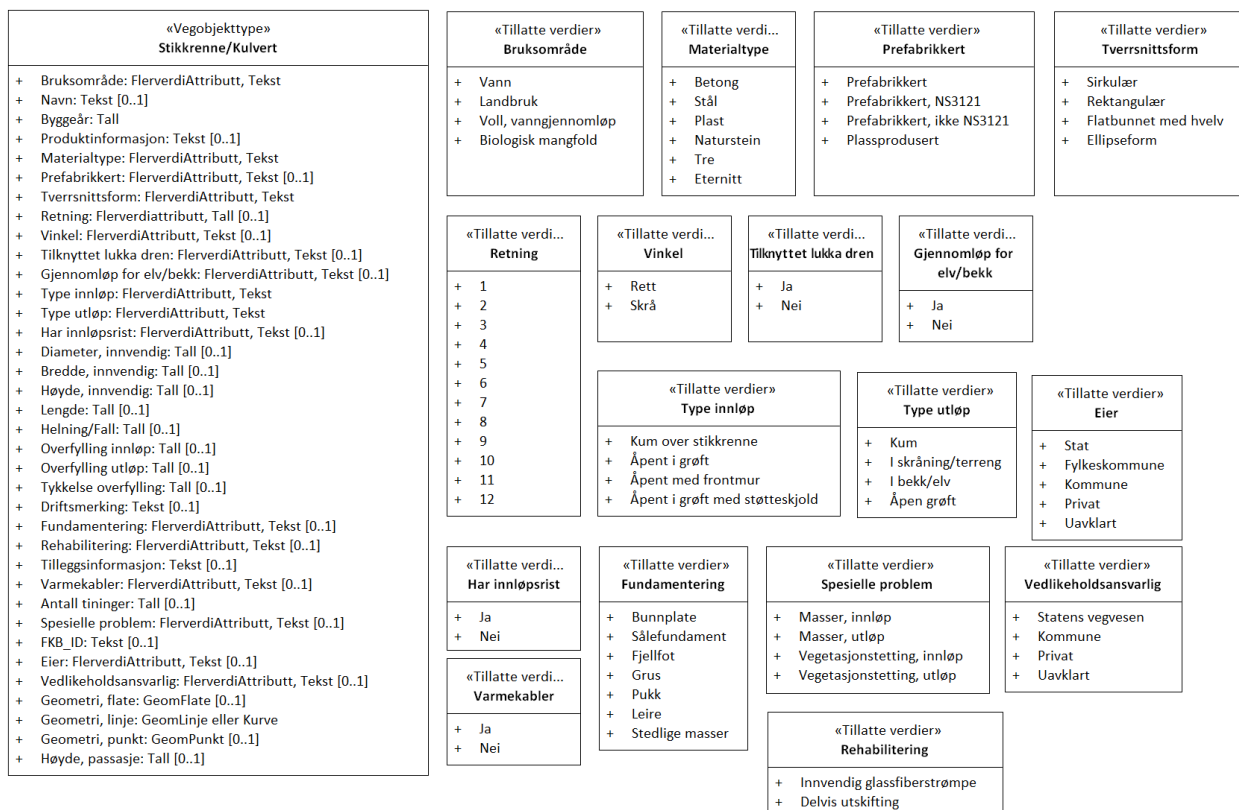 «Vegobjekttype»
Stikkrenne/Kulvert
+ Bruksområde: FlerverdiAttributt, Tekst
+ Navn: Tekst [0..1]
+ Byggeår: Tall
+ Produktinformasjon: Tekst [0..1]
+ Materialtype: FlerverdiAttributt, Tekst
+ Prefabrikkert: FlerverdiAttributt, Tekst [0..1]
+ Tverrsnittsform: FlerverdiAttributt, Tekst
+ Retning: Flerverdiattributt, Tall [0..1]
+ Vinkel: FlerverdiAttributt, Tekst [0..1]
+ Tilknyttet lukka dren: FlerverdiAttributt, Tekst [0..1]
+ Gjennomløp for elv/bekk: FlerverdiAttributt, Tekst [0..1]
+ Type innløp: FlerverdiAttributt, Tekst
+ Type utløp: FlerverdiAttributt, Tekst
+ Har innløpsrist: FlerverdiAttributt, Tekst [0..1]
+ Diameter, innvendig: Tall [0..1]
+ Bredde, innvendig: Tall [0..1]
+ Høyde, innvendig: Tall [0..1]
+ Lengde: Tall [0..1]
+ Helning/Fall: Tall [0..1]
+ Overfylling innløp: Tall [0..1]
+ Overfylling utløp: Tall [0..1]
+ Tykkelse overfylling: Tall [0..1]
+ Driftsmerking: Tekst [0..1]
+ Fundamentering: FlerverdiAttributt, Tekst [0..1]
+ Rehabilitering: FlerverdiAttributt, Tekst [0..1]
+ Tilleggsinformasjon: Tekst [0..1]
+ Varmekabler: FlerverdiAttributt, Tekst [0..1]
+ Antall tininger: Tall [0..1]
+ Spesielle problem: FlerverdiAttributt, Tekst [0..1]
+ FKB_ID: Tekst [0..1]
+ Eier: FlerverdiAttributt, Tekst [0..1]
+ Vedlikeholdsansvarlig: FlerverdiAttributt, Tekst [0..1]
+ Geometri, flate: GeomFlate [0..1]
+ Geometri, linje: GeomLinje eller Kurve
+ Geometri, punkt: GeomPunkt [0..1]
+ Høyde, passasje: Tall [0..1]
«Tillatte verdier»
Bruksområde
+ Vann
+ Landbruk
+ Voll, vanngjennomløp
+ Biologisk mangfold
«Tillatte verdi...
Materialtype
+ Betong
+ Stål
+ Plast
+ Naturstein
+ Tre
+ Eternitt
«Tillatte verdier»
Prefabrikkert
+ Prefabrikkert
+ Prefabrikkert, NS3121
+ Prefabrikkert, ikke NS3121
+ Plassprodusert
«Tillatte verdier»
Tverrsnittsform
+ Sirkulær
+ Rektangulær
+ Flatbunnet med hvelv
+ Ellipseform
«Tillatte verdi...
Retning
+ 1
+ 2
+ 3
+ 4
+ 5
+ 6
+ 7
+ 8
+ 9
+ 10
+ 11
+ 12
«Tillatte verdi...
Vinkel
+ Rett
+ Skrå
«Tillatte verdi...
Tilknyttet lukka dren
+ Ja
+ Nei
«Tillatte verdi...
Gjennomløp for
elv/bekk
+ Ja
+ Nei
«Tillatte verdier»
Type innløp
+ Kum over stikkrenne
+ Åpent i grøft
+ Åpent med frontmur
+ Åpent i grøft med støtteskjold
«Tillatte verdier»
Type utløp
+ Kum
+ I skråning/terreng
+ I bekk/elv
+ Åpen grøft
«Tillatte verdier»
Eier
+ Stat
+ Fylkeskommune
+ Kommune
+ Privat
+ Uavklart
«Tillatte verdi...
Har innløpsrist
+ Ja
+ Nei
«Tillatte verdi...
Varmekabler
+ Ja
+ Nei
«Tillatte verdier»
Fundamentering
+ Bunnplate
+ Sålefundament
+ Fjellfot
+ Grus
+ Pukk
+ Leire
+ Stedlige masser
«Tillatte verdier»
Spesielle problem
+ Masser, innløp
+ Masser, utløp
+ Vegetasjonstetting, innløp
+ Vegetasjonstetting, utløp
«Tillatte verdier»
Vedlikeholdsansvarlig
+ Statens vegvesen
+ Kommune
+ Privat
+ Uavklart
«Tillatte verdier»
Rehabilitering
+ Innvendig glassfiberstrømpe
+ Delvis utskifting